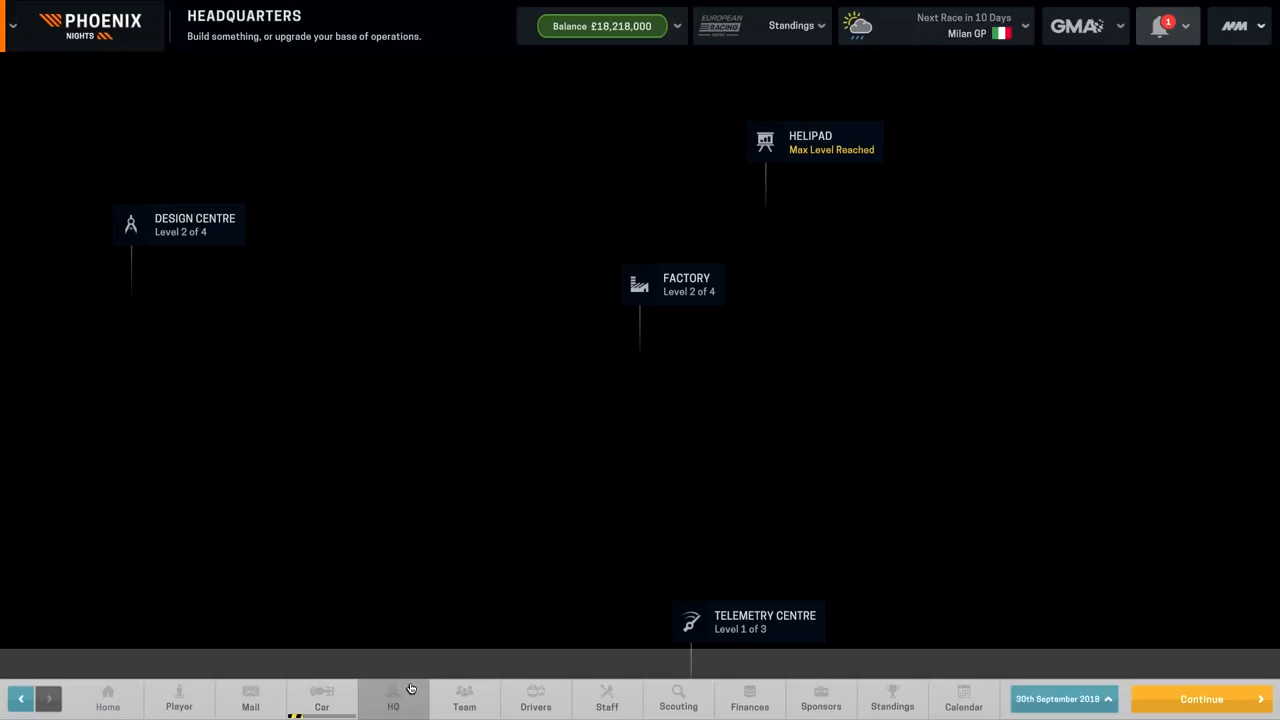 PHOENIX
NIGHTS
HEADQUARTERS
Build something, or upgrade your base of operations.
Balance £18,218,000
EUROPEAN
RACING
SERIES
Standings
Next Race in 10 Days
Milan GP
GMA
1
HELIPAD
Max Level Reached
DESIGN CENTRE
Level 2 of 4
FACTORY
Level 2 of 4
TELEMETRY CENTRE
Level 1 of 3
Home
Player
Mail
Car
HQ
Team
Drivers
Staff
Scouting
Finances
Sponsors
Standings
Calendar
30th September 2018
Continue